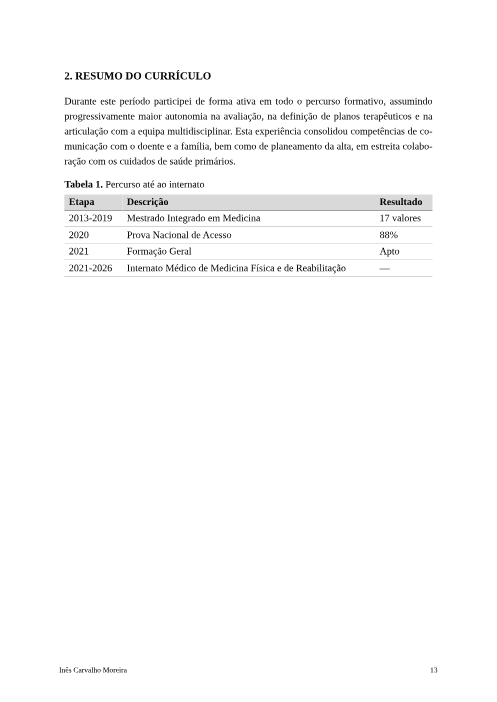 2. RESUMO DO CURRÍCULO
Durante este período participei de forma ativa em todo o percurso formativo, assumindo
progressivamente maior autonomia na avaliação, na definição de planos terapêuticos e na
articulação com a equipa multidisciplinar. Esta experiência consolidou competências de co-
municação com o doente e a família, bem como de planeamento da alta, em estreita colabo-
ração com os cuidados de saúde primários.
Tabela 1. Percurso até ao internato
Etapa Descrição Resultado
2013-2019 Mestrado Integrado em Medicina 17 valores
2020 Prova Nacional de Acesso 88%
2021 Formação Geral Apto
2021-2026 Internato Médico de Medicina Física e de Reabilitação —
Inês Carvalho Moreira 13